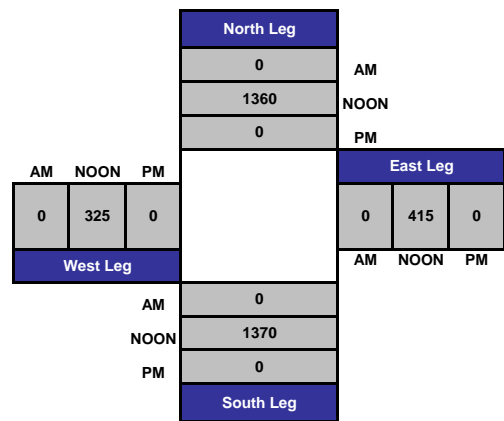 North Leg
0 AM
1360 NOON
0 PM
AM NOON PM East Leg
0 325 0 0 415 0
West Leg AM NOON PM
AM 0
NOON 1370
PM 0
South Leg